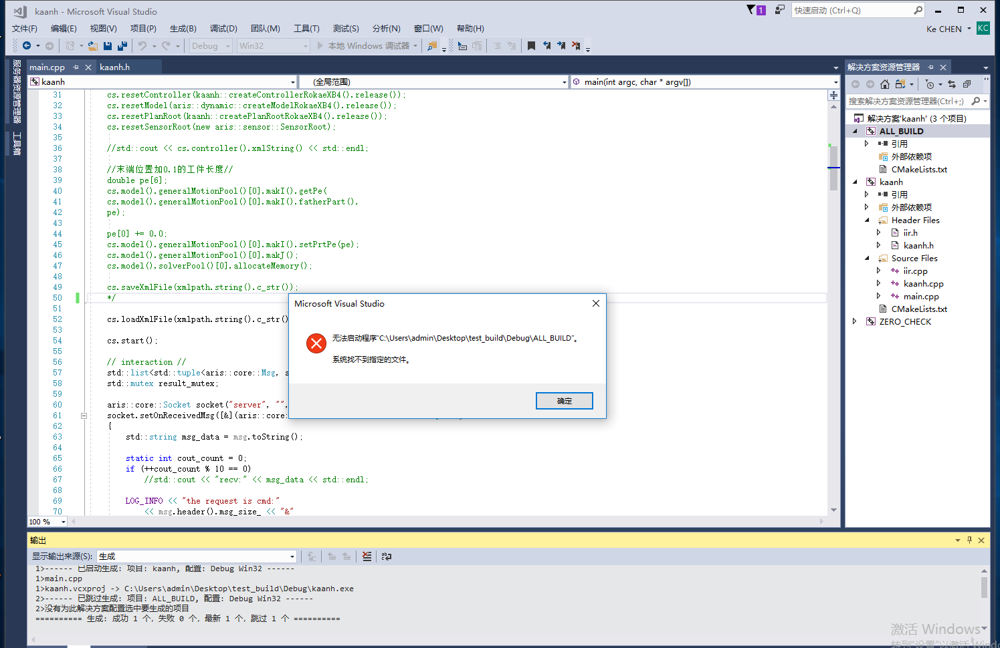 kaanh - Microsoft Visual Studio
1
快速启动 (Ctrl+Q)
文件(F) 编辑(E) 视图(V) 项目(P) 生成(B) 调试(D) 团队(M) 工具(T) 测试(S) 分析(N) 窗口(W) 帮助(H)
Ke CHEN KC
Debug Win32 本地 Windows 调试器
服务器资源管理器
工具箱
main.cpp kaanh.h
kaanh (全局范围) main(int argc, char * argv[])
31 cs.resetController(kaanh::createControllerRokaeXB4().release());
32 cs.resetModel(aris::dynamic::createModelRokaeXB4().release());
33 cs.resetPlanRoot(kaanh::createPlanRootRokaeXB4().release());
34 cs.resetSensorRoot(new aris::sensor::SensorRoot);
35
36 //std::cout << cs.controller().xmlString() << std::endl;
37
38 //末端位置加0.1的工件长度//
39 double pe[6];
40 cs.model().generalMotionPool()[0].makI().getPe(
41 cs.model().generalMotionPool()[0].makI().fatherPart(),
42 pe);
43
44 pe[0] += 0.0;
45 cs.model().generalMotionPool()[0].makI().setPrtPe(pe);
46 cs.model().generalMotionPool()[0].makJ();
47 cs.model().solverPool()[0].allocateMemory();
48
49 cs.saveXmlFile(xmlpath.string().c_str());
50 */
51
52 cs.loadXmlFile(xmlpath.string().c_str()
53
54 cs.start();
55
56 // interaction //
57 std::list<std::tuple<aris::core::Msg, s
58 std::mutex result_mutex;
59
60 aris::core::Socket socket("server", "",
61 socket.setOnReceivedMsg([&](aris::core:
62 {
63 std::string msg_data = msg.toString();
64
65 static int cout_count = 0;
66 if (++cout_count % 10 == 0)
67 //std::cout << "recv:" << msg_data << std::endl;
68
69 LOG_INFO << "the request is cmd:"
70 << msg.header().msg_size_ << "&"
100 %
Microsoft Visual Studio
无法启动程序"C:\Users\admin\Desktop\test_build\Debug\ALL_BUILD"。
系统找不到指定的文件。
确定
解决方案资源管理器
搜索解决方案资源管理器(Ctrl+;)
解决方案'kaanh' (3 个项目)
ALL_BUILD
引用
外部依赖项
CMakeLists.txt
kaanh
引用
外部依赖项
Header Files
iir.h
kaanh.h
Source Files
iir.cpp
kaanh.cpp
main.cpp
CMakeLists.txt
ZERO_CHECK
输出
显示输出来源(S): 生成
1>------ 已启动生成: 项目: kaanh, 配置: Debug Win32 ------
1>main.cpp
1>kaanh.vcxproj -> C:\Users\admin\Desktop\test_build\Debug\kaanh.exe
2>------ 已跳过生成: 项目: ALL_BUILD, 配置: Debug Win32 ------
2>没有为此解决方案配置选中要生成的项目
========== 生成: 成功 1 个，失败 0 个，最新 1 个，跳过 1 个 ==========
激活 Windows
转到"设置"以激活 Windo